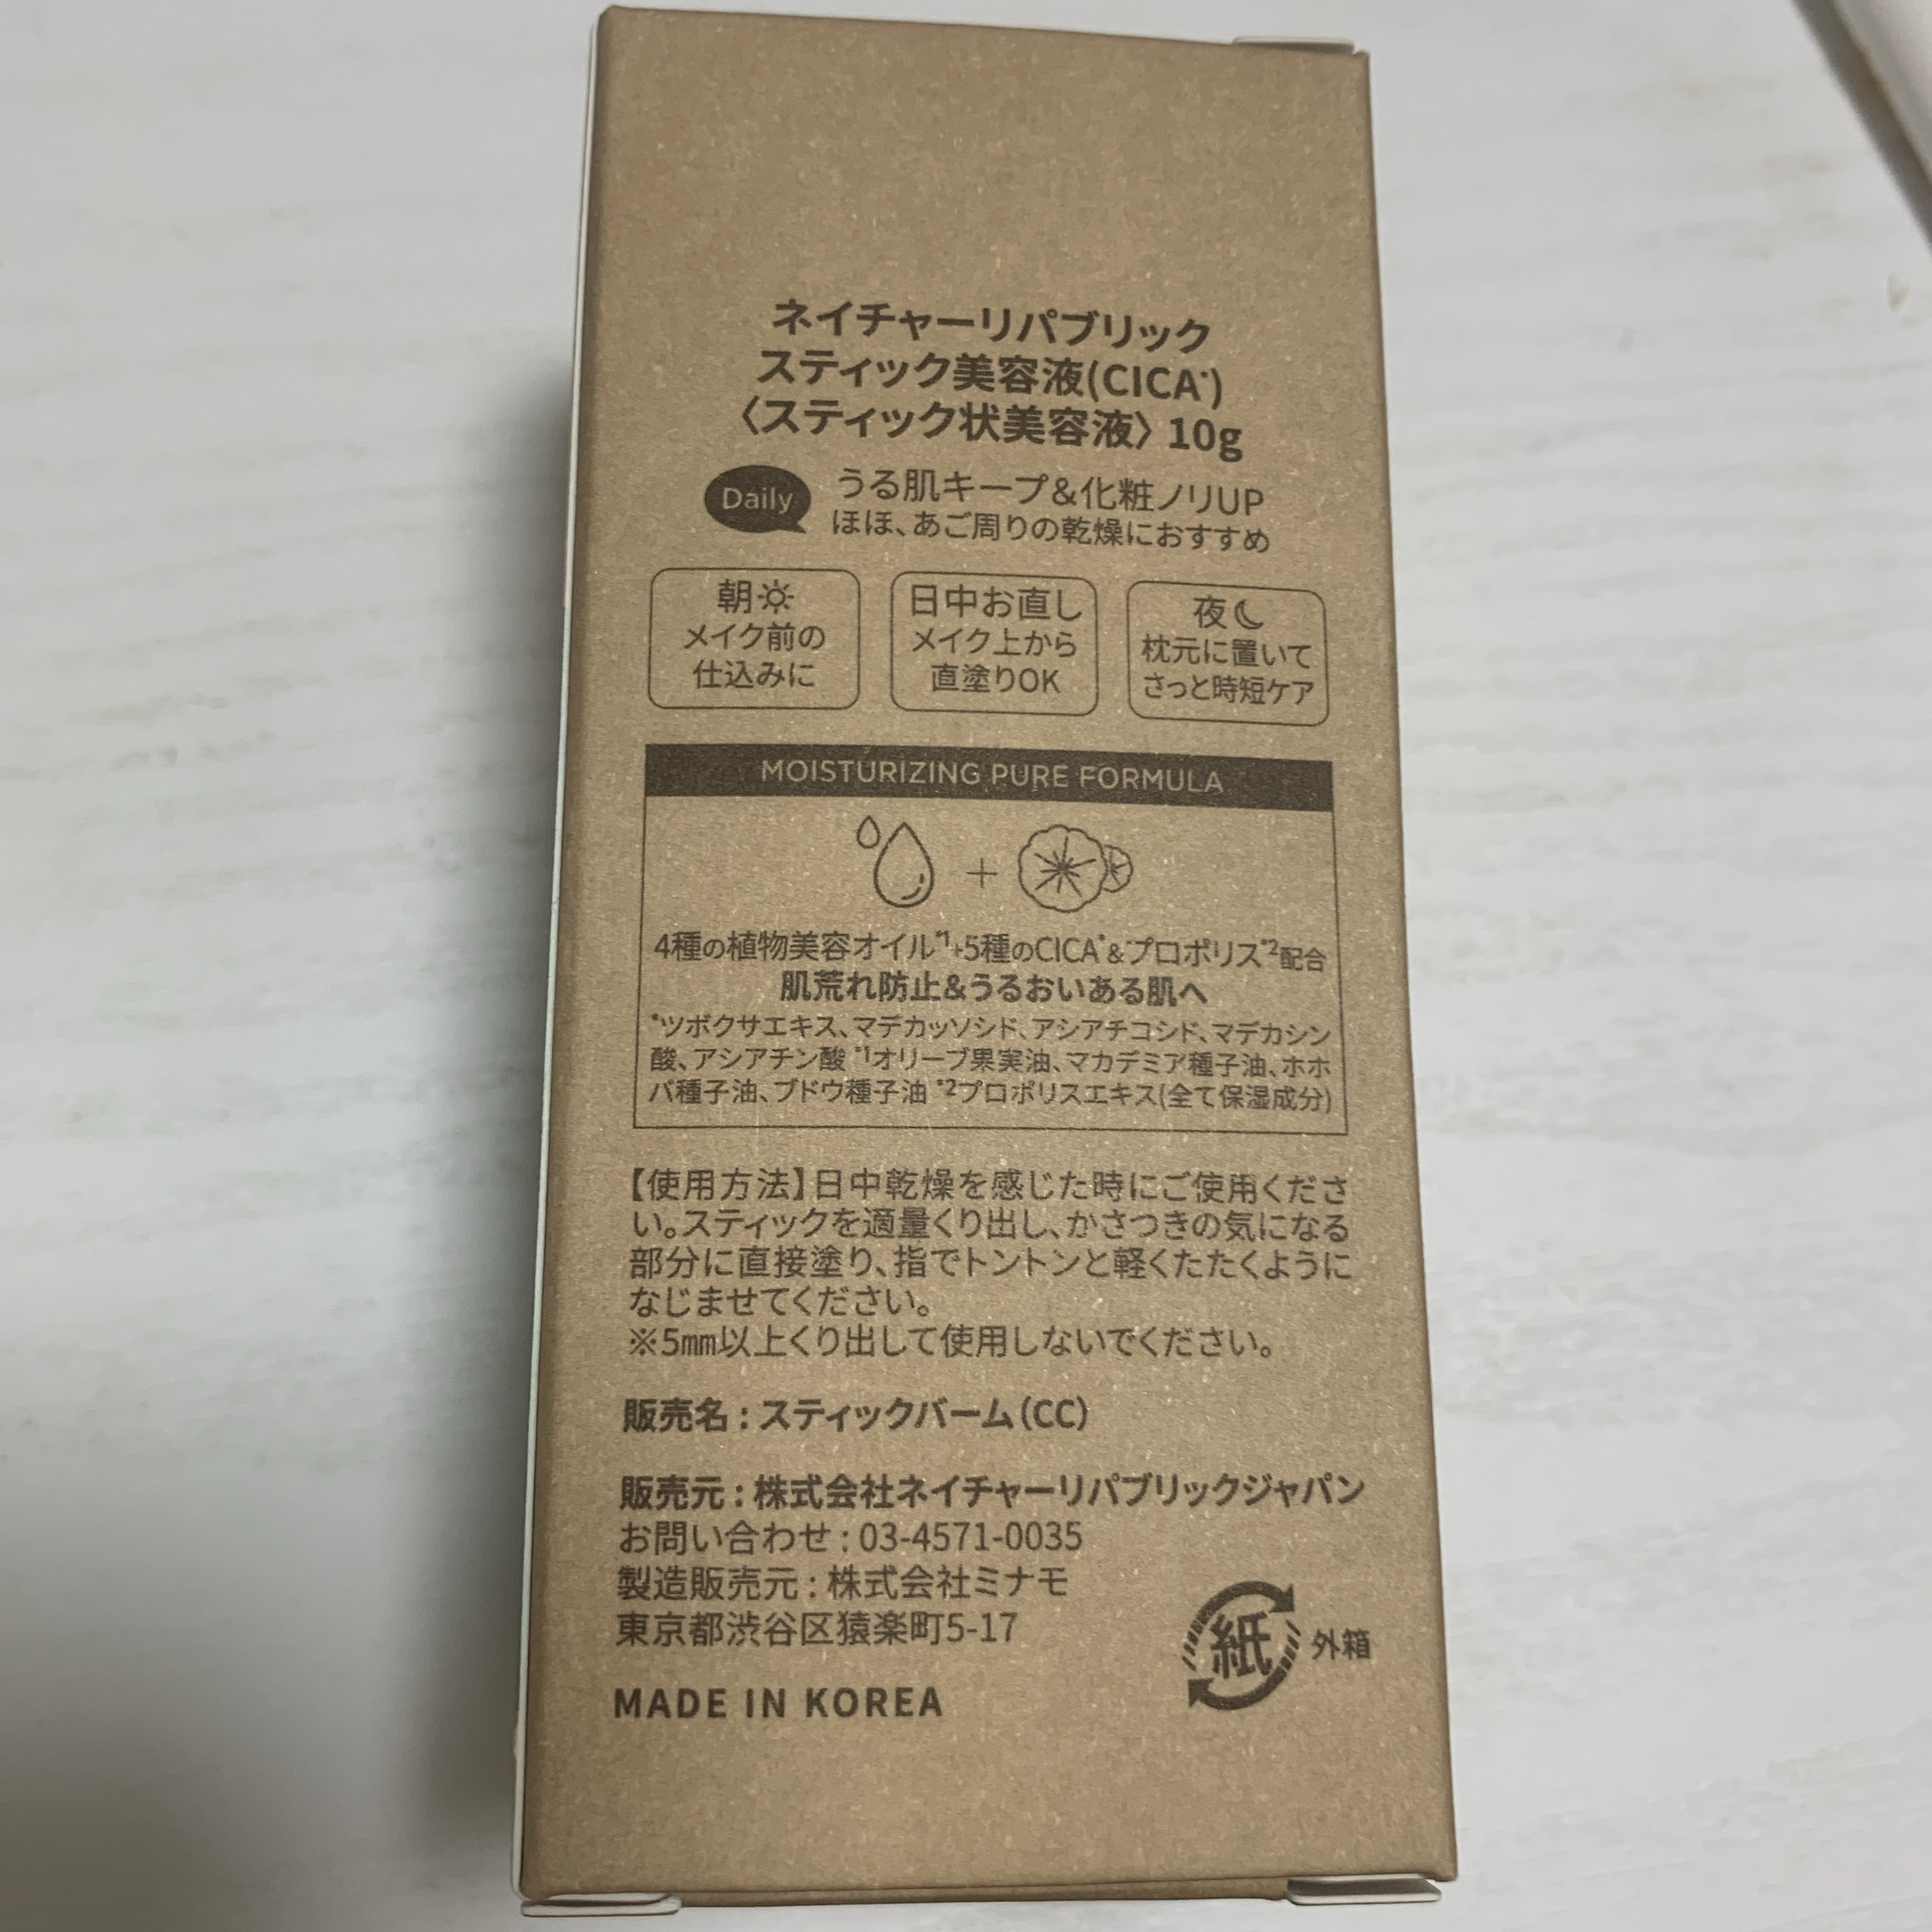 ネイチャーリパブリック
スティック美容液(CICA*)
〈スティック状美容液〉10g
Daily
うる肌キープ&化粧ノリUP
ほほ、あご周りの乾燥におすすめ
朝
メイク前の
仕込みに
日中お直し
メイク上から
直塗りOK
夜
枕元に置いて
さっと時短ケア
MOISTURIZING PURE FORMULA
4種の植物美容オイル*1+5種のCICA*&プロポリス*2配合
肌荒れ防止&うるおいある肌へ
*ツボクサエキス、マデカッソシド、アシアチコシド、マデカシン
酸、アシアチン酸 *1オリーブ果実油、マカデミア種子油、ホホ
バ種子油、ブドウ種子油 *2プロポリスエキス(全て保湿成分)
【使用方法】日中乾燥を感じた時にご使用くださ
い。スティックを適量くり出し、かさつきの気になる
部分に直接塗り、指でトントンと軽くたたくように
なじませてください。
※5㎜以上くり出して使用しないでください。
販売名：スティックバーム（CC）
販売元：株式会社ネイチャーリパブリックジャパン
お問い合わせ：03-4571-0035
製造販売元：株式会社ミナモ
東京都渋谷区猿楽町5-17
紙 外箱
MADE IN KOREA